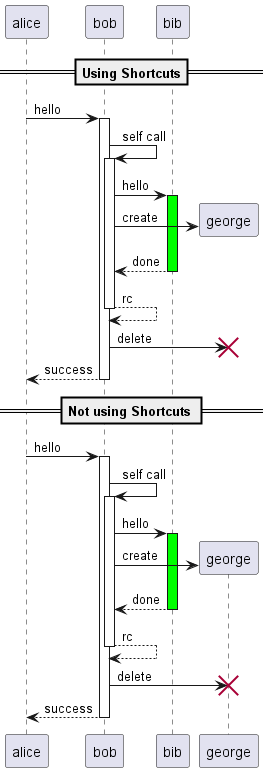 alice bob bib
Using Shortcuts
hello
self call
hello
create
george
done
rc
delete
success
Not using Shortcuts
hello
self call
hello
create
george
done
rc
delete
success
alice bob bib george